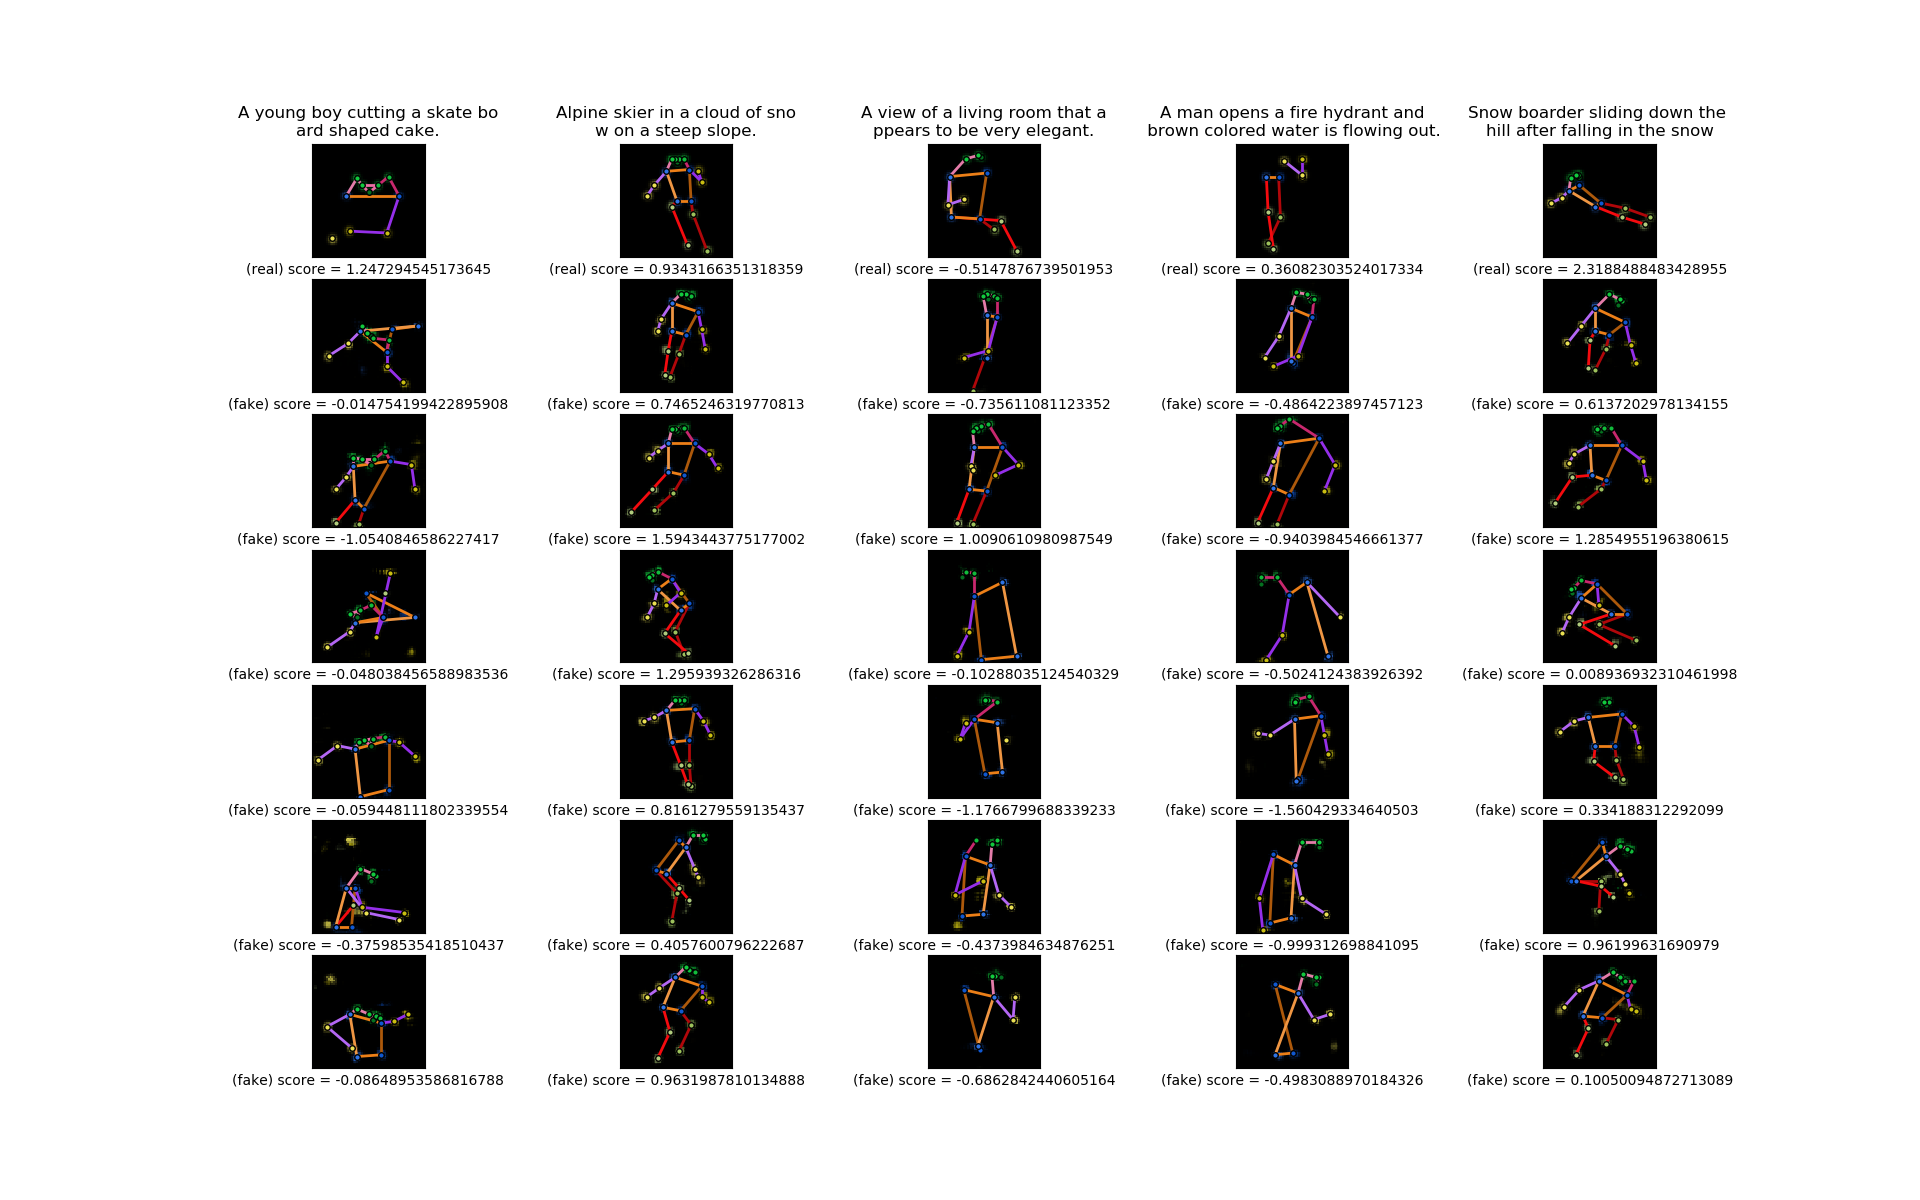 A young boy cutting a skate bo
ard shaped cake.
Alpine skier in a cloud of sno
w on a steep slope.
A view of a living room that a
ppears to be very elegant.
A man opens a fire hydrant and
brown colored water is flowing out.
Snow boarder sliding down the
hill after falling in the snow
(real) score = 1.247294545173645
(real) score = 0.9343166351318359
(real) score = -0.5147876739501953
(real) score = 0.36082303524017334
(real) score = 2.3188488483428955
(fake) score = -0.014754199422895908
(fake) score = 0.7465246319770813
(fake) score = -0.735611081123352
(fake) score = -0.4864223897457123
(fake) score = 0.6137202978134155
(fake) score = -1.0540846586227417
(fake) score = 1.5943443775177002
(fake) score = 1.0090610980987549
(fake) score = -0.9403984546661377
(fake) score = 1.2854955196380615
(fake) score = -0.048038456588983536
(fake) score = 1.295939326286316
(fake) score = -0.10288035124540329
(fake) score = -0.5024124383926392
(fake) score = 0.008936932310461998
(fake) score = -0.059448111802339554
(fake) score = 0.8161279559135437
(fake) score = -1.1766799688339233
(fake) score = -1.560429334640503
(fake) score = 0.334188312292099
(fake) score = -0.37598535418510437
(fake) score = 0.4057600796222687
(fake) score = -0.4373984634876251
(fake) score = -0.999312698841095
(fake) score = 0.96199631690979
(fake) score = -0.08648953586816788
(fake) score = 0.9631987810134888
(fake) score = -0.6862842440605164
(fake) score = -0.4983088970184326
(fake) score = 0.10050094872713089